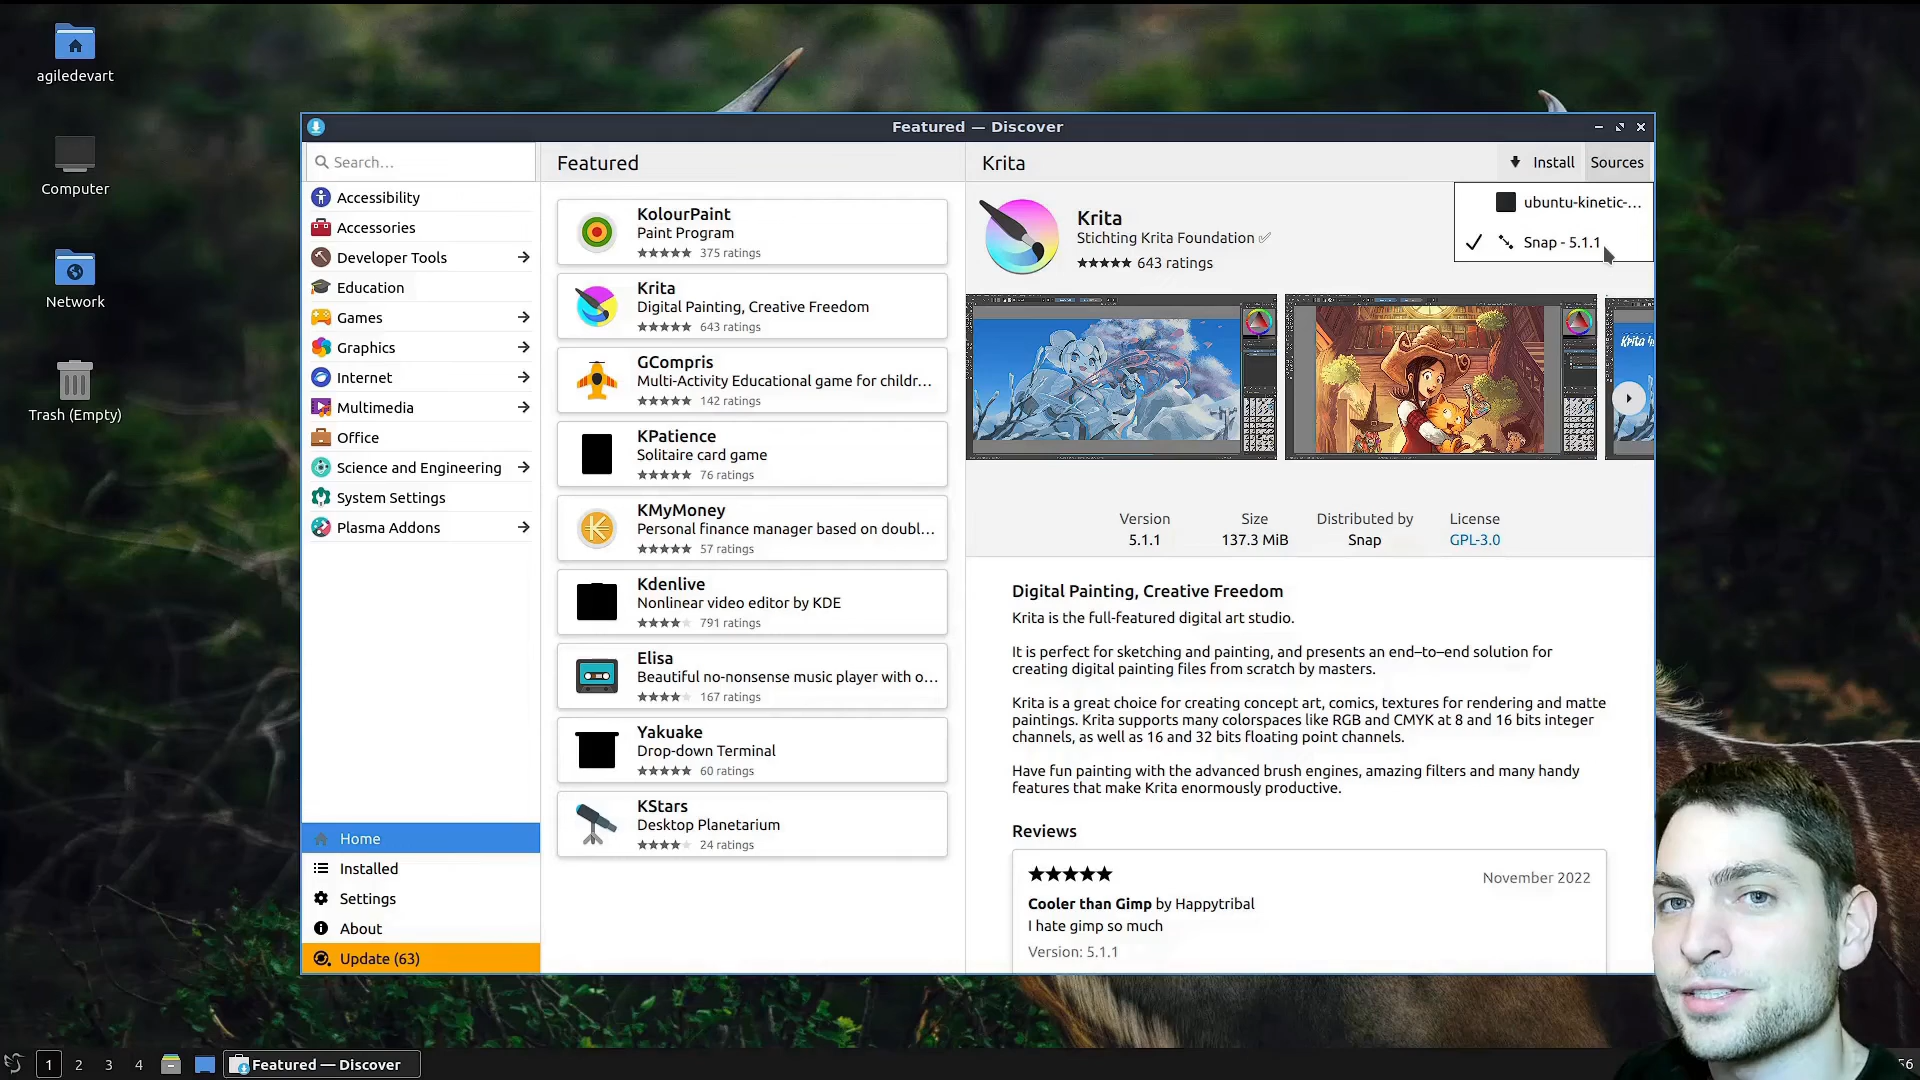 agiledevart
Computer
Network
Trash (Empty)
Featured — Discover
Search...
Accessibility
Accessories
Developer Tools
Education
Games
Graphics
Internet
Multimedia
Office
Science and Engineering
System Settings
Plasma Addons
Home
Installed
Settings
About
Update (63)
Featured
KolourPaint
Paint Program
375 ratings
Krita
Digital Painting, Creative Freedom
643 ratings
GCompris
Multi-Activity Educational game for childr...
142 ratings
KPatience
Solitaire card game
76 ratings
KMyMoney
Personal finance manager based on doubl...
57 ratings
Kdenlive
Nonlinear video editor by KDE
791 ratings
Elisa
Beautiful no-nonsense music player with o...
167 ratings
Yakuake
Drop-down Terminal
60 ratings
KStars
Desktop Planetarium
24 ratings
Krita
Install
Sources
ubuntu-kinetic-...
Snap - 5.1.1
Krita
Stichting Krita Foundation
643 ratings
Version
5.1.1
Size
137.3 MiB
Distributed by
Snap
License
GPL-3.0
Digital Painting, Creative Freedom
Krita is the full-featured digital art studio.
It is perfect for sketching and painting, and presents an end–to–end solution for
creating digital painting files from scratch by masters.
Krita is a great choice for creating concept art, comics, textures for rendering and matte
paintings. Krita supports many colorspaces like RGB and CMYK at 8 and 16 bits integer
channels, as well as 16 and 32 bits floating point channels.
Have fun painting with the advanced brush engines, amazing filters and many handy
features that make Krita enormously productive.
Reviews
November 2022
Cooler than Gimp by Happytribal
I hate gimp so much
Version: 5.1.1
1 2 3 4
Featured — Discover
56